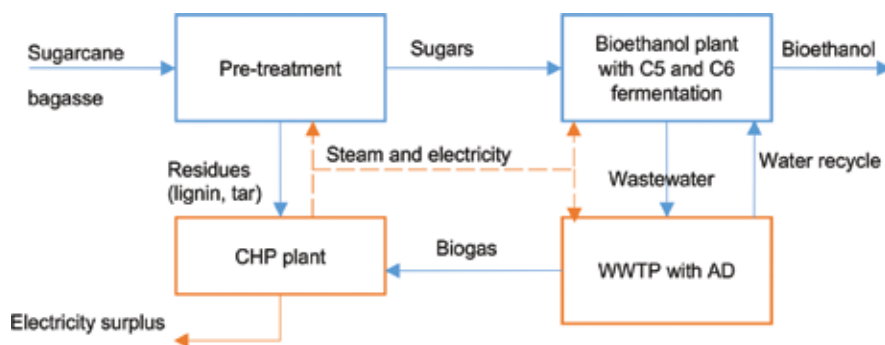 Sugarcane
bagasse
Pre-treatment
Sugars
Bioethanol plant
with C5 and C6
fermentation
Bioethanol
Residues
(lignin, tar)
Steam and electricity
Wastewater
Water recycle
CHP plant
Biogas
WWTP with AD
Electricity surplus